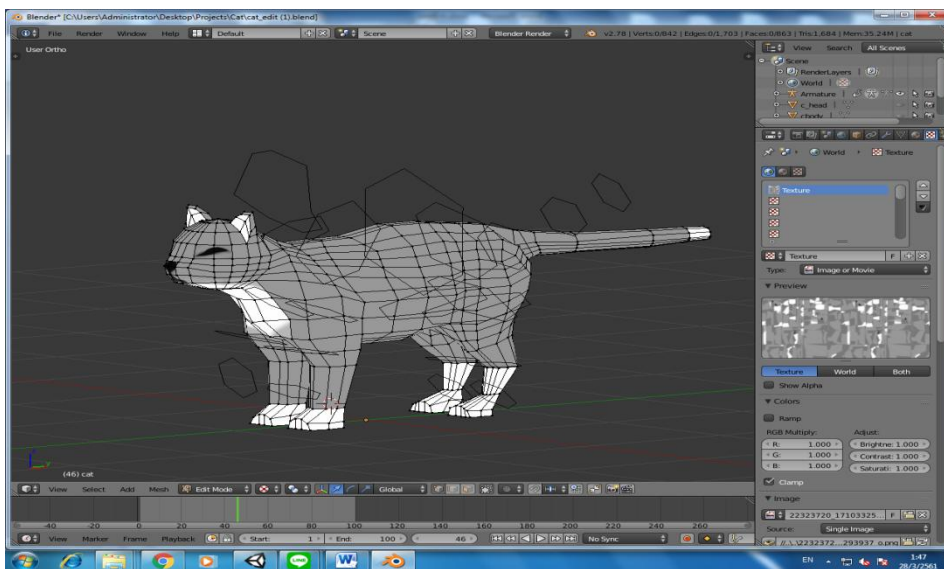 Blender* [C:\Users\Administrator\Desktop\Projects\Cat\cat_edit (1).blend]
File Render Window Help Default Scene Blender Render v2.78 | Verts:0/842 | Edges:0/1,703 | Faces:0/863 | Tris:1,684 | Mem:35.24M | cat
User Ortho
View Search All Scenes
Scene
RenderLayers
World
Armature
c_head
cbody
World Texture
Texture
Texture F
Type: Image or Movie
Preview
Texture World Both
Show Alpha
Colors
Ramp
RGB Multiply: Adjust:
R: 1.000 Brightne: 1.000
G: 1.000 Contrast: 1.000
B: 1.000 Saturati: 1.000
Clamp
Image
22323720_17103325... F
Source: Single Image
(46) cat
View Select Add Mesh Edit Mode Global
-40 -20 0 20 40 60 80 100 120 140 160 180 200 220 240 260
View Marker Frame Playback Start: 1 End: 100 46 No Sync
EN 1:47
28/3/2561